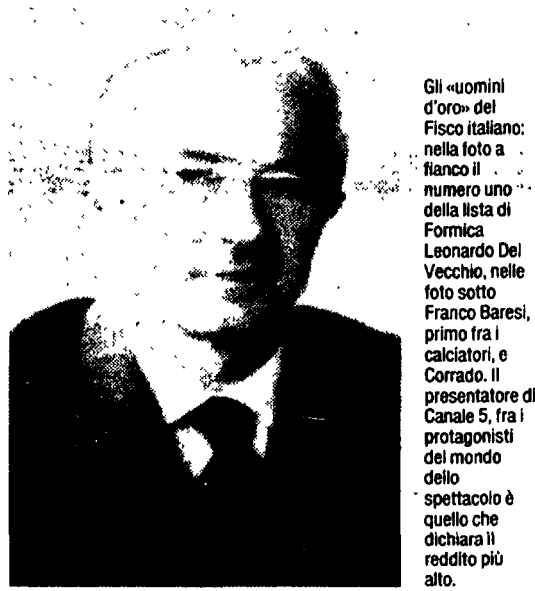 Gli «uomini
d'oro» del
Fisco italiano:
nella foto a
fianco il
numero uno
della lista di
Formica
Leonardo Del
Vecchio, nelle
foto sotto
Franco Baresi,
primo fra i
calciatori, e
Corrado. Il
presentatore di
Canale 5, fra i
protagonisti
del mondo
dello
spettacolo è
quello che
dichiara il
reddito più
alto.